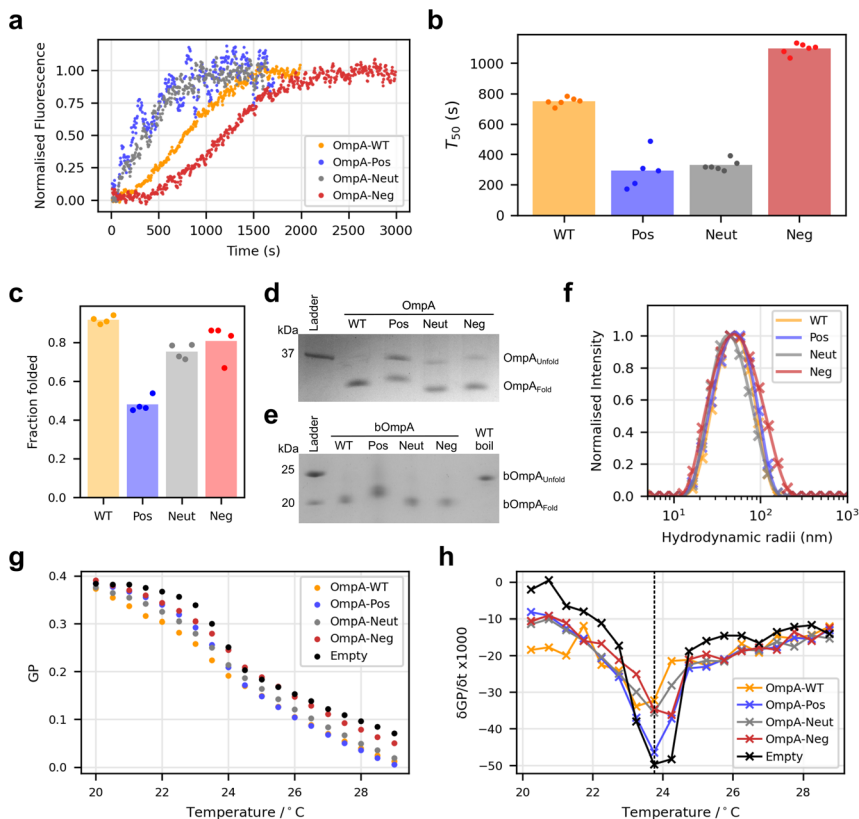 a
Normalised Fluorescence
1.00
0.75
0.50
0.25
0.00
OmpA-WT
OmpA-Pos
OmpA-Neut
OmpA-Neg
0 500 1000 1500 2000 2500 3000
Time (s)
b
T50 (s)
1000
800
600
400
200
0
WT Pos Neut Neg
c
Fraction folded
0.8
0.6
0.4
0.2
0.0
WT Pos Neut Neg
d
OmpA
Ladder
WT Pos Neut Neg
kDa
37
OmpAUnfold
OmpAFold
e
bOmpA
Ladder
WT Pos Neut Neg
WT
boil
kDa
25
20
bOmpAUnfold
bOmpAFold
f
Normalised Intensity
1.0
0.8
0.6
0.4
0.2
0.0
WT
Pos
Neut
Neg
10¹ 10² 10³
Hydrodynamic radii (nm)
g
GP
0.4
0.3
0.2
0.1
0.0
OmpA-WT
OmpA-Pos
OmpA-Neut
OmpA-Neg
Empty
20 22 24 26 28
Temperature /°C
h
δGP/δt x1000
0
−10
−20
−30
−40
−50
OmpA-WT
OmpA-Pos
OmpA-Neut
OmpA-Neg
Empty
20 22 24 26 28
Temperature /°C